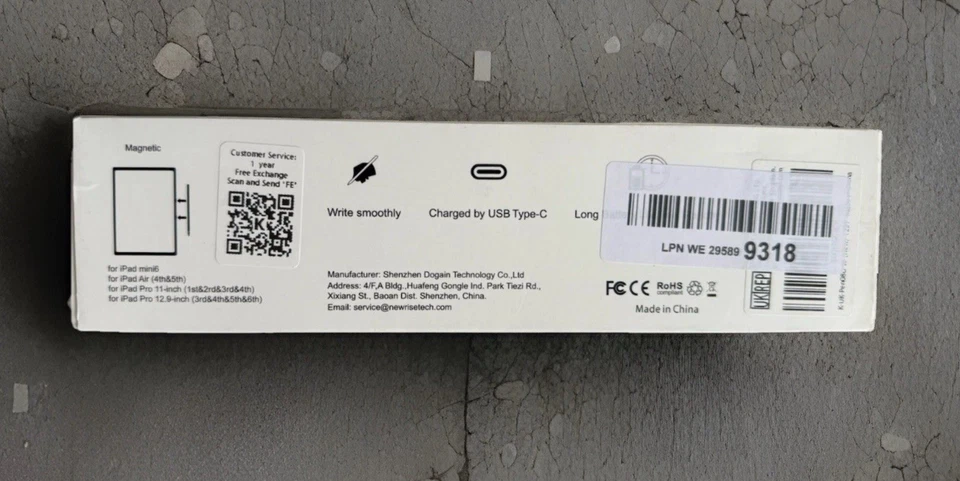 Magnetic
for iPad mini6
for iPad Air (4th&5th)
for iPad Pro 11-inch (1st&2rd&3rd&4th)
for iPad Pro 12.9-inch (3rd&4th&5th&6th)
Customer Service:
1 year
Free Exchange
Scan and Send "FE"
K
Write smoothly
Charged by USB Type-C
Long
Manufacturer: Shenzhen Dogain Technology Co.,Ltd
Address: 4/F,A Bldg.,Huafeng Gongle Ind. Park Tiezi Rd.,
Xixiang St., Baoan Dist. Shenzhen, China.
Email: service@newrisetech.com
LPN WE 29589 9318
FC CE RoHS
compliant
Made in China
UK REP